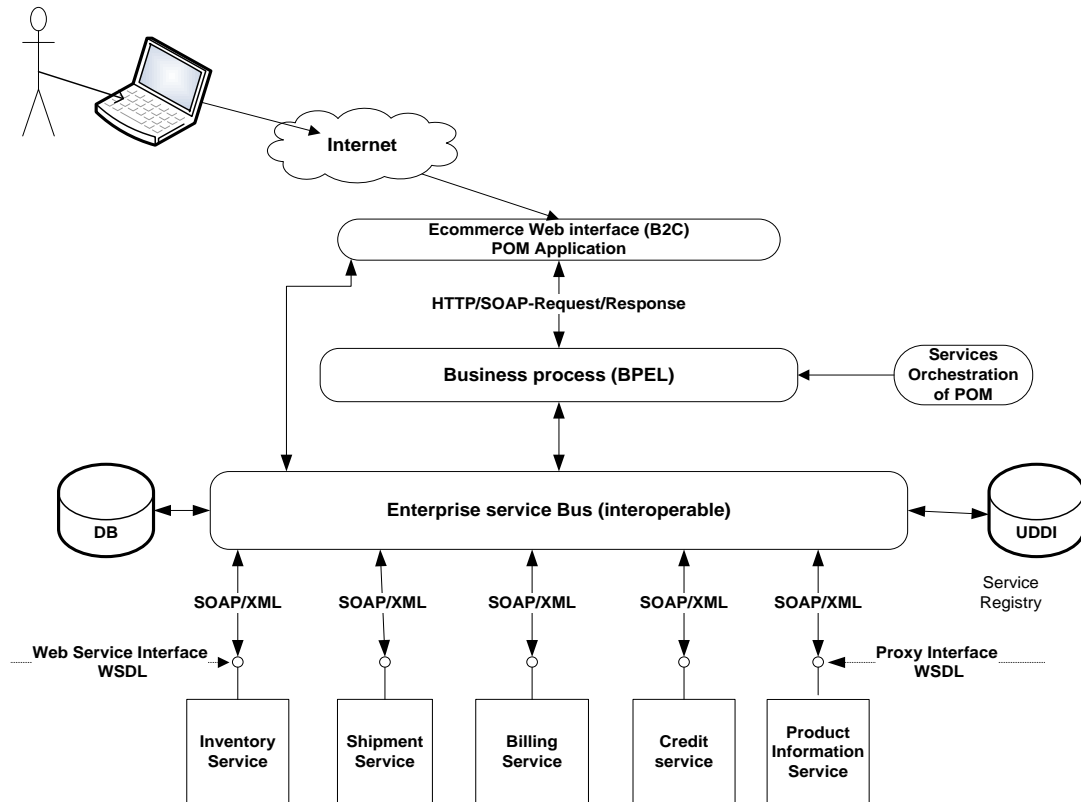 Internet
Ecommerce Web interface (B2C)
POM Application
HTTP/SOAP-Request/Response
Business process (BPEL)
Services
Orchestration
of POM
Enterprise service Bus (interoperable)
DB
UDDI
Service
Registry
SOAP/XML
SOAP/XML
SOAP/XML
SOAP/XML
SOAP/XML
Web Service Interface
WSDL
Proxy Interface
WSDL
Inventory
Service
Shipment
Service
Billing
Service
Credit
service
Product
Information
Service